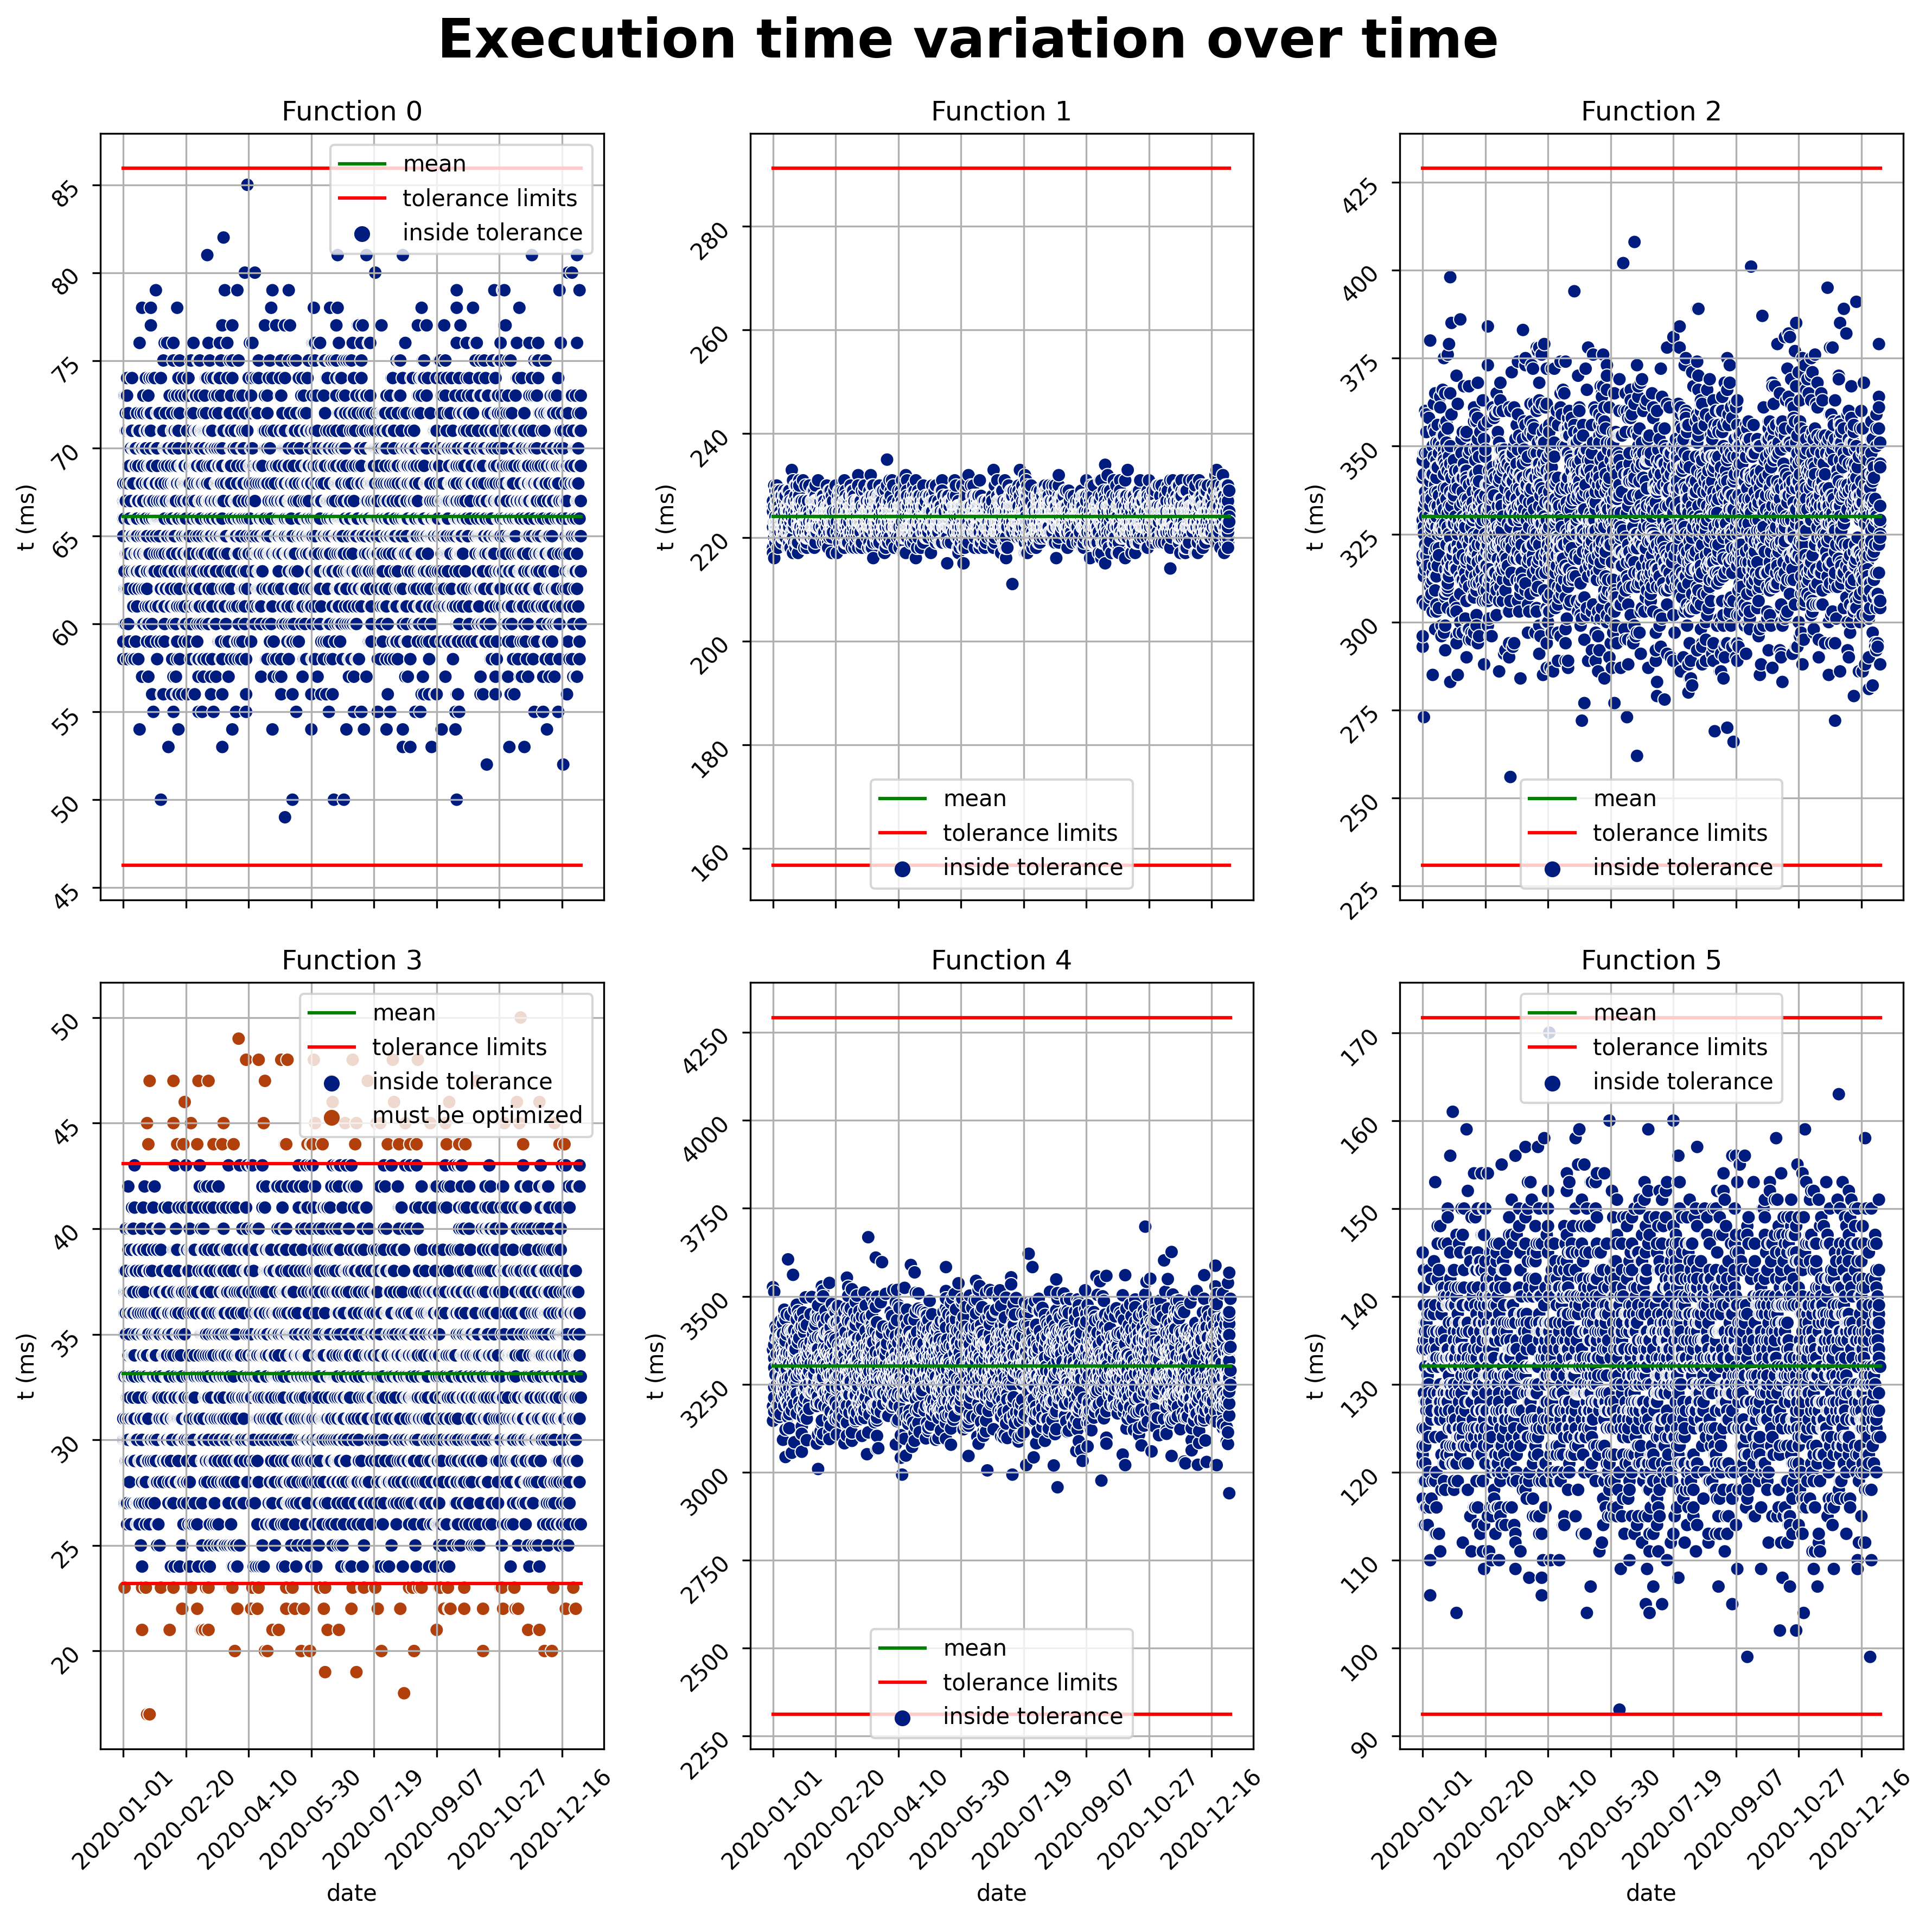 Execution time variation over time
Function 0
t (ms)
85
80
75
70
65
60
55
50
45
mean
tolerance limits
inside tolerance
Function 1
t (ms)
280
260
240
220
200
180
160
mean
tolerance limits
inside tolerance
Function 2
t (ms)
425
400
375
350
325
300
275
250
225
mean
tolerance limits
inside tolerance
Function 3
t (ms)
50
45
40
35
30
25
20
mean
tolerance limits
inside tolerance
must be optimized
2020-01-01
2020-02-20
2020-04-10
2020-05-30
2020-07-19
2020-09-07
2020-10-27
2020-12-16
date
Function 4
t (ms)
4250
4000
3750
3500
3250
3000
2750
2500
2250
mean
tolerance limits
inside tolerance
2020-01-01
2020-02-20
2020-04-10
2020-05-30
2020-07-19
2020-09-07
2020-10-27
2020-12-16
date
Function 5
t (ms)
170
160
150
140
130
120
110
100
90
mean
tolerance limits
inside tolerance
2020-01-01
2020-02-20
2020-04-10
2020-05-30
2020-07-19
2020-09-07
2020-10-27
2020-12-16
date